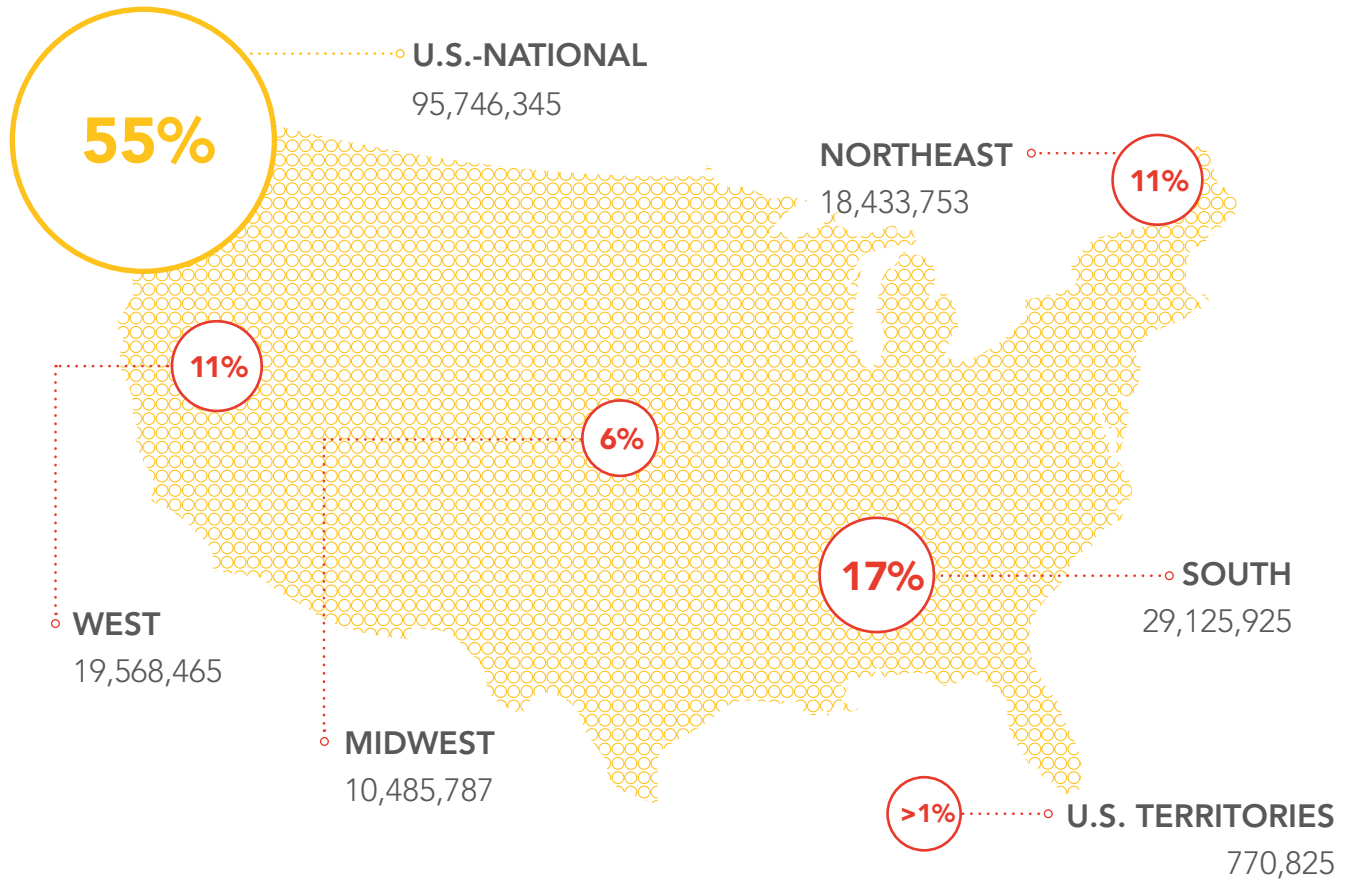 55%
U.S.-NATIONAL
95,746,345
NORTHEAST
18,433,753
11%
11%
WEST
19,568,465
6%
MIDWEST
10,485,787
17%
SOUTH
29,125,925
>1%
U.S. TERRITORIES
770,825